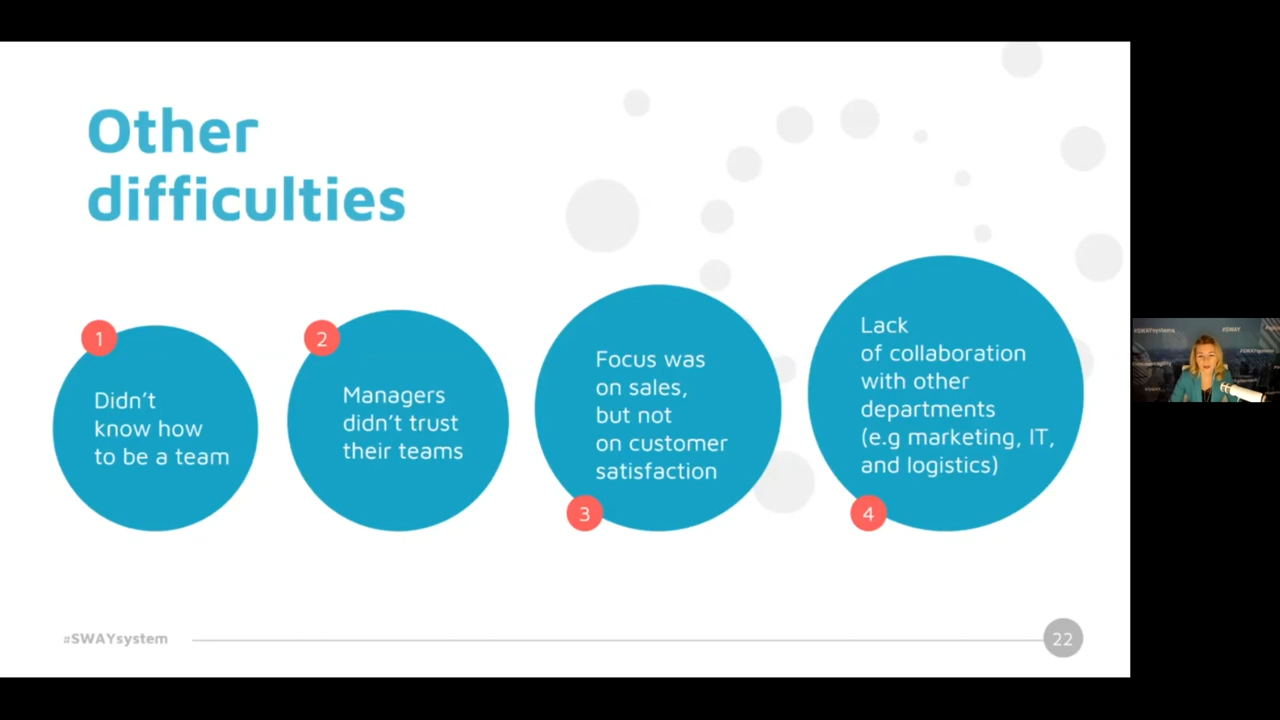 Other
difficulties
1
Didn't
know how
to be a team
2
Managers
didn't trust
their teams
Focus was
on sales,
but not
on customer
satisfaction
3
Lack
of collaboration
with other
departments
(e.g marketing, IT,
and logistics)
4
#SWAYsystem
22
#SWAYsystems
#SWAY